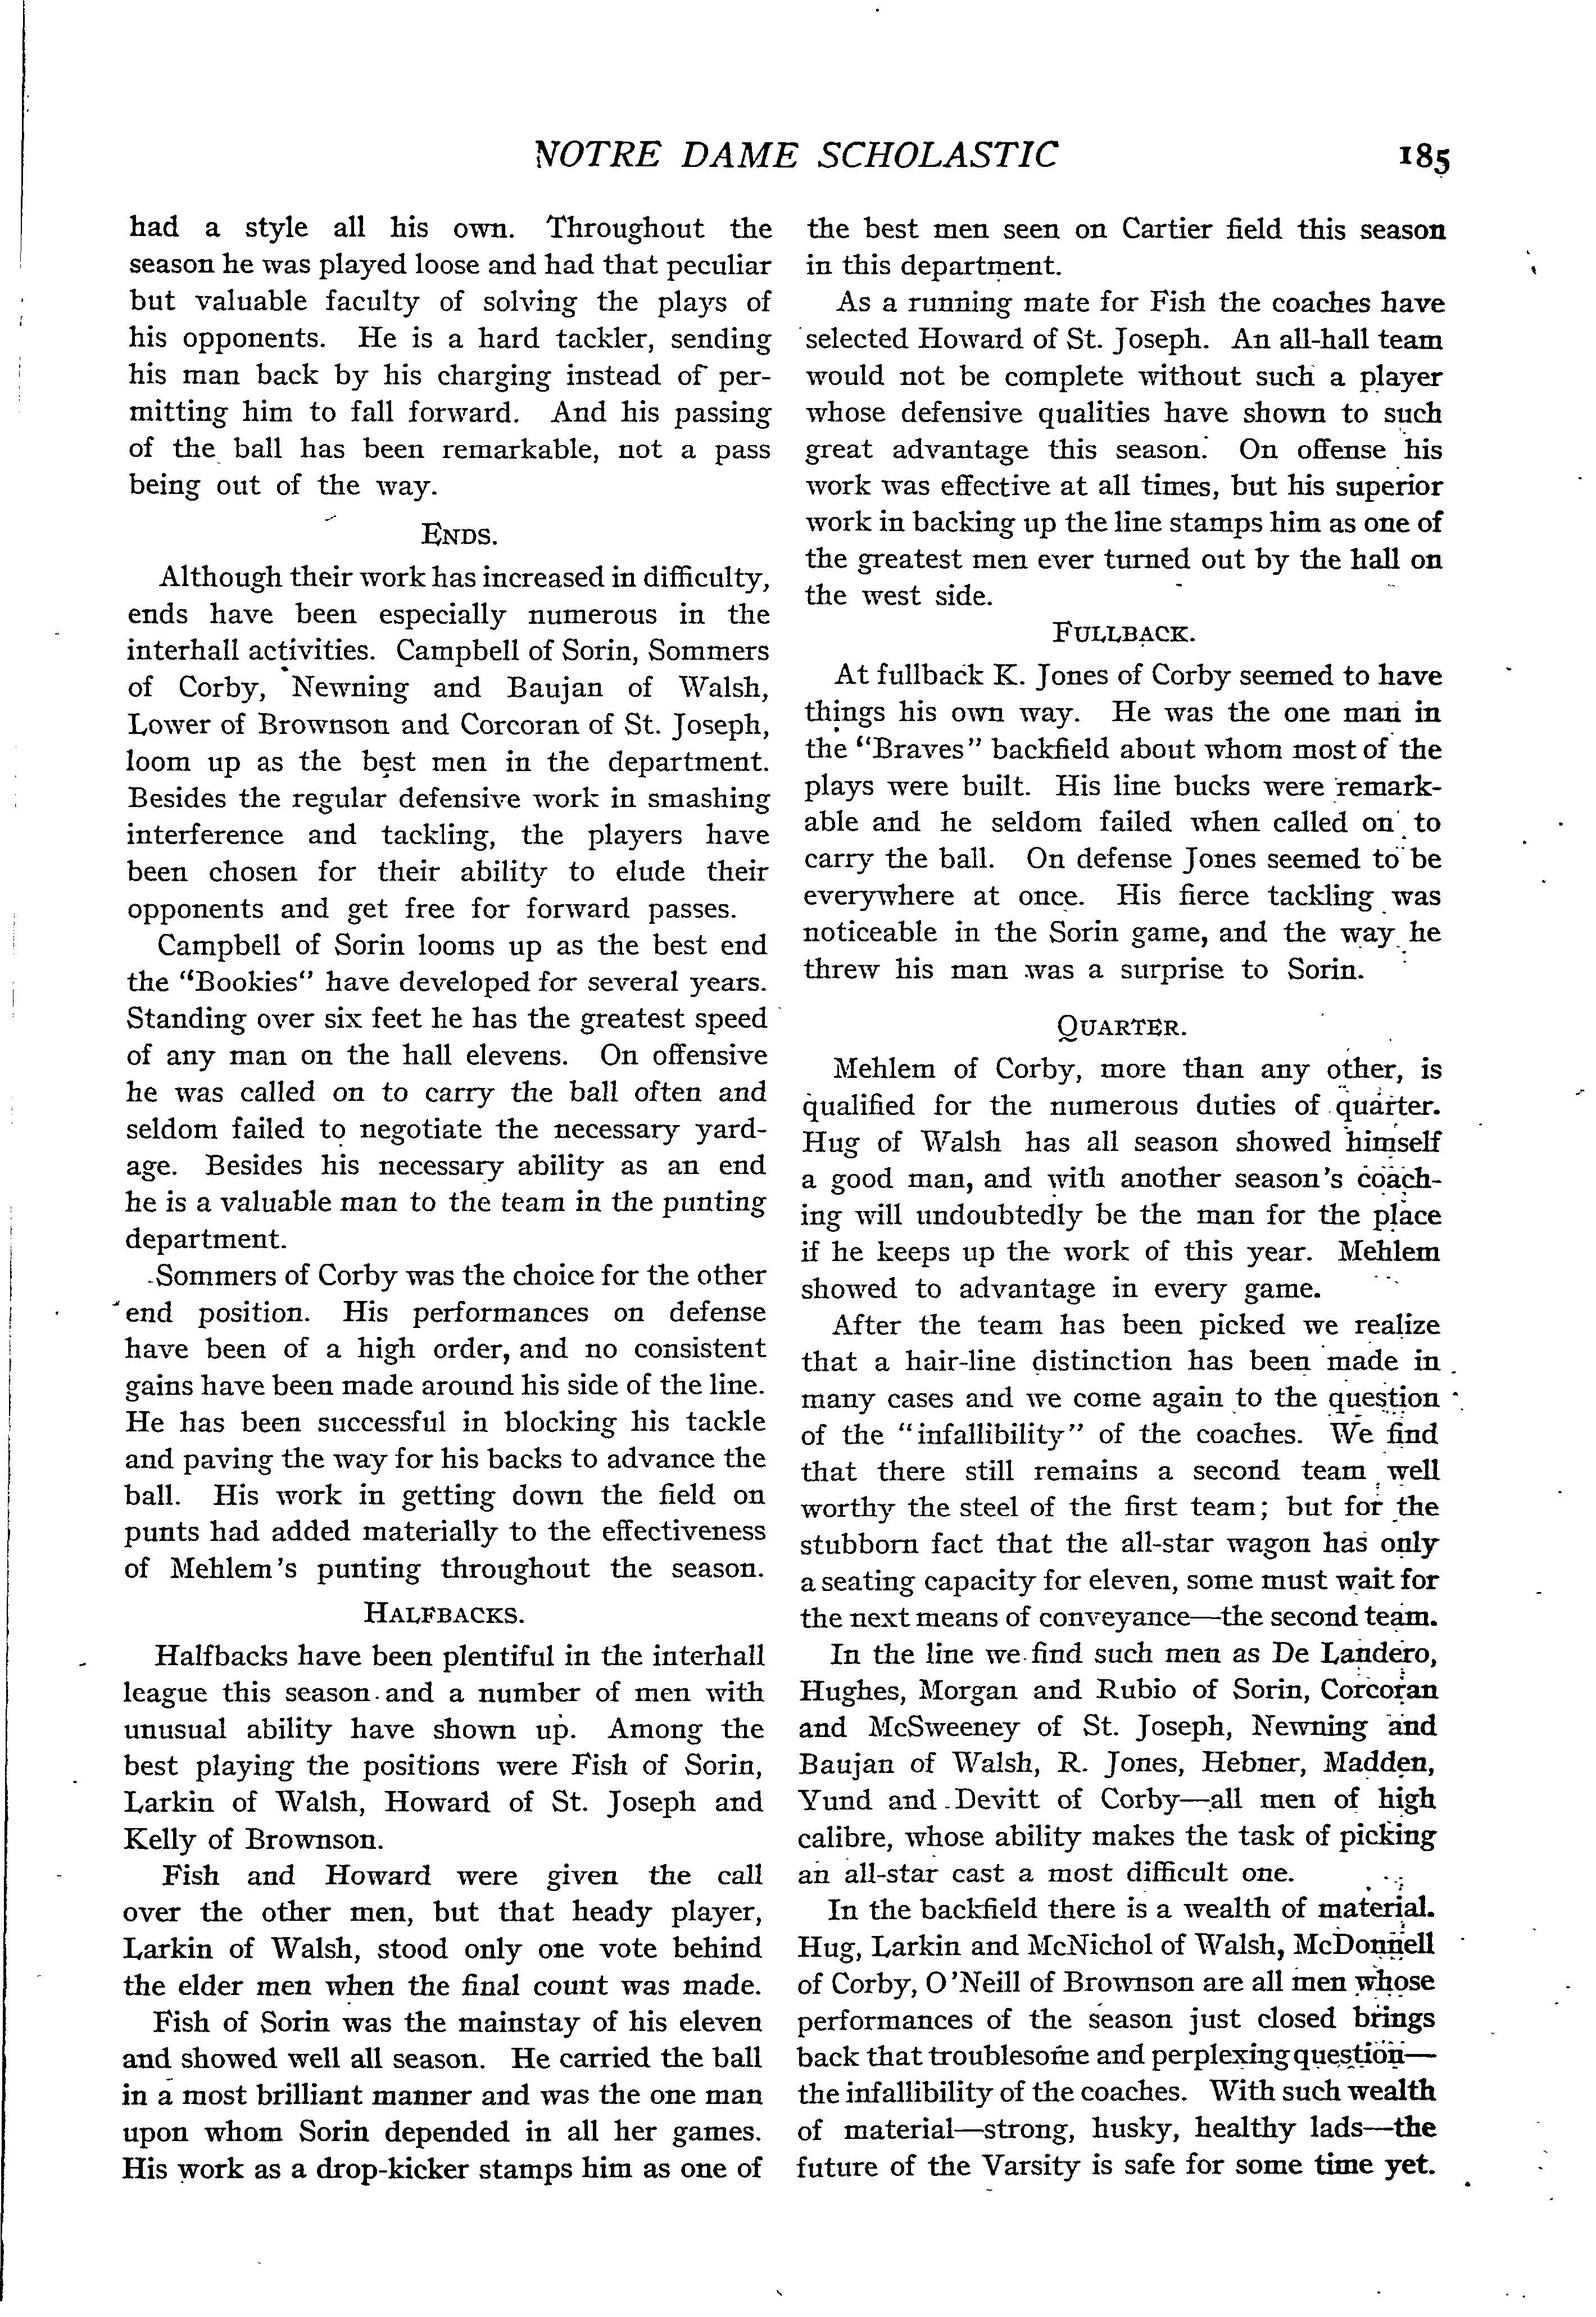 NOTRE DAME SCHOLASTIC 185
had a style all his own. Throughout the
season he was played loose and had that peculiar
but valuable faculty of solving the plays of
his opponents. He is a hard tackler, sending
his man back by his charging instead of per-
mitting him to fall forward. And his passing
of the ball has been remarkable, not a pass
being out of the way.
ENDS.
Although their work has increased in difficulty,
ends have been especially numerous in the
interhall activities. Campbell of Sorin, Sommers
of Corby, Newning and Baujan of Walsh,
Lower of Brownson and Corcoran of St. Joseph,
loom up as the best men in the department.
Besides the regular defensive work in smashing
interference and tackling, the players have
been chosen for their ability to elude their
opponents and get free for forward passes.
Campbell of Sorin looms up as the best end
the "Bookies" have developed for several years.
Standing over six feet he has the greatest speed
of any man on the hall elevens. On offensive
he was called on to carry the ball often and
seldom failed to negotiate the necessary yard-
age. Besides his necessary ability as an end
he is a valuable man to the team in the punting
department.
Sommers of Corby was the choice for the other
end position. His performances on defense
have been of a high order, and no consistent
gains have been made around his side of the line.
He has been successful in blocking his tackle
and paving the way for his backs to advance the
ball. His work in getting down the field on
punts had added materially to the effectiveness
of Mehlem's punting throughout the season.
HALFBACKS.
Halfbacks have been plentiful in the interhall
league this season and a number of men with
unusual ability have shown up. Among the
best playing the positions were Fish of Sorin,
Larkin of Walsh, Howard of St. Joseph and
Kelly of Brownson.
Fish and Howard were given the call
over the other men, but that heady player,
Larkin of Walsh, stood only one vote behind
the elder men when the final count was made.
Fish of Sorin was the mainstay of his eleven
and showed well all season. He carried the ball
in a most brilliant manner and was the one man
upon whom Sorin depended in all her games.
His work as a drop-kicker stamps him as one of
the best men seen on Cartier field this season
in this department.
As a running mate for Fish the coaches have
selected Howard of St. Joseph. An all-hall team
would not be complete without such a player
whose defensive qualities have shown to such
great advantage this season. On offense his
work was effective at all times, but his superior
work in backing up the line stamps him as one of
the greatest men ever turned out by the hall on
the west side.
FULLBACK.
At fullback K. Jones of Corby seemed to have
things his own way. He was the one man in
the "Braves" backfield about whom most of the
plays were built. His line bucks were remark-
able and he seldom failed when called on to
carry the ball. On defense Jones seemed to be
everywhere at once. His fierce tackling was
noticeable in the Sorin game, and the way he
threw his man was a surprise to Sorin.
QUARTER.
Mehlem of Corby, more than any other, is
qualified for the numerous duties of quarter.
Hug of Walsh has all season showed himself
a good man, and with another season's coach-
ing will undoubtedly be the man for the place
if he keeps up the work of this year. Mehlem
showed to advantage in every game.
After the team has been picked we realize
that a hair-line distinction has been made in
many cases and we come again to the question
of the "infallibility" of the coaches. We find
that there still remains a second team well
worthy the steel of the first team; but for the
stubborn fact that the all-star wagon has only
a seating capacity for eleven, some must wait for
the next means of conveyance—the second team.
In the line we find such men as De Landero,
Hughes, Morgan and Rubio of Sorin, Corcoran
and McSweeney of St. Joseph, Newning and
Baujan of Walsh, R. Jones, Hebner, Madden,
Yund and Devitt of Corby—all men of high
calibre, whose ability makes the task of picking
an all-star cast a most difficult one.
In the backfield there is a wealth of material.
Hug, Larkin and McNichol of Walsh, McDonnell
of Corby, O'Neill of Brownson are all men whose
performances of the season just closed brings
back that troublesome and perplexing question—
the infallibility of the coaches. With such wealth
of material—strong, husky, healthy lads—the
future of the Varsity is safe for some time yet.